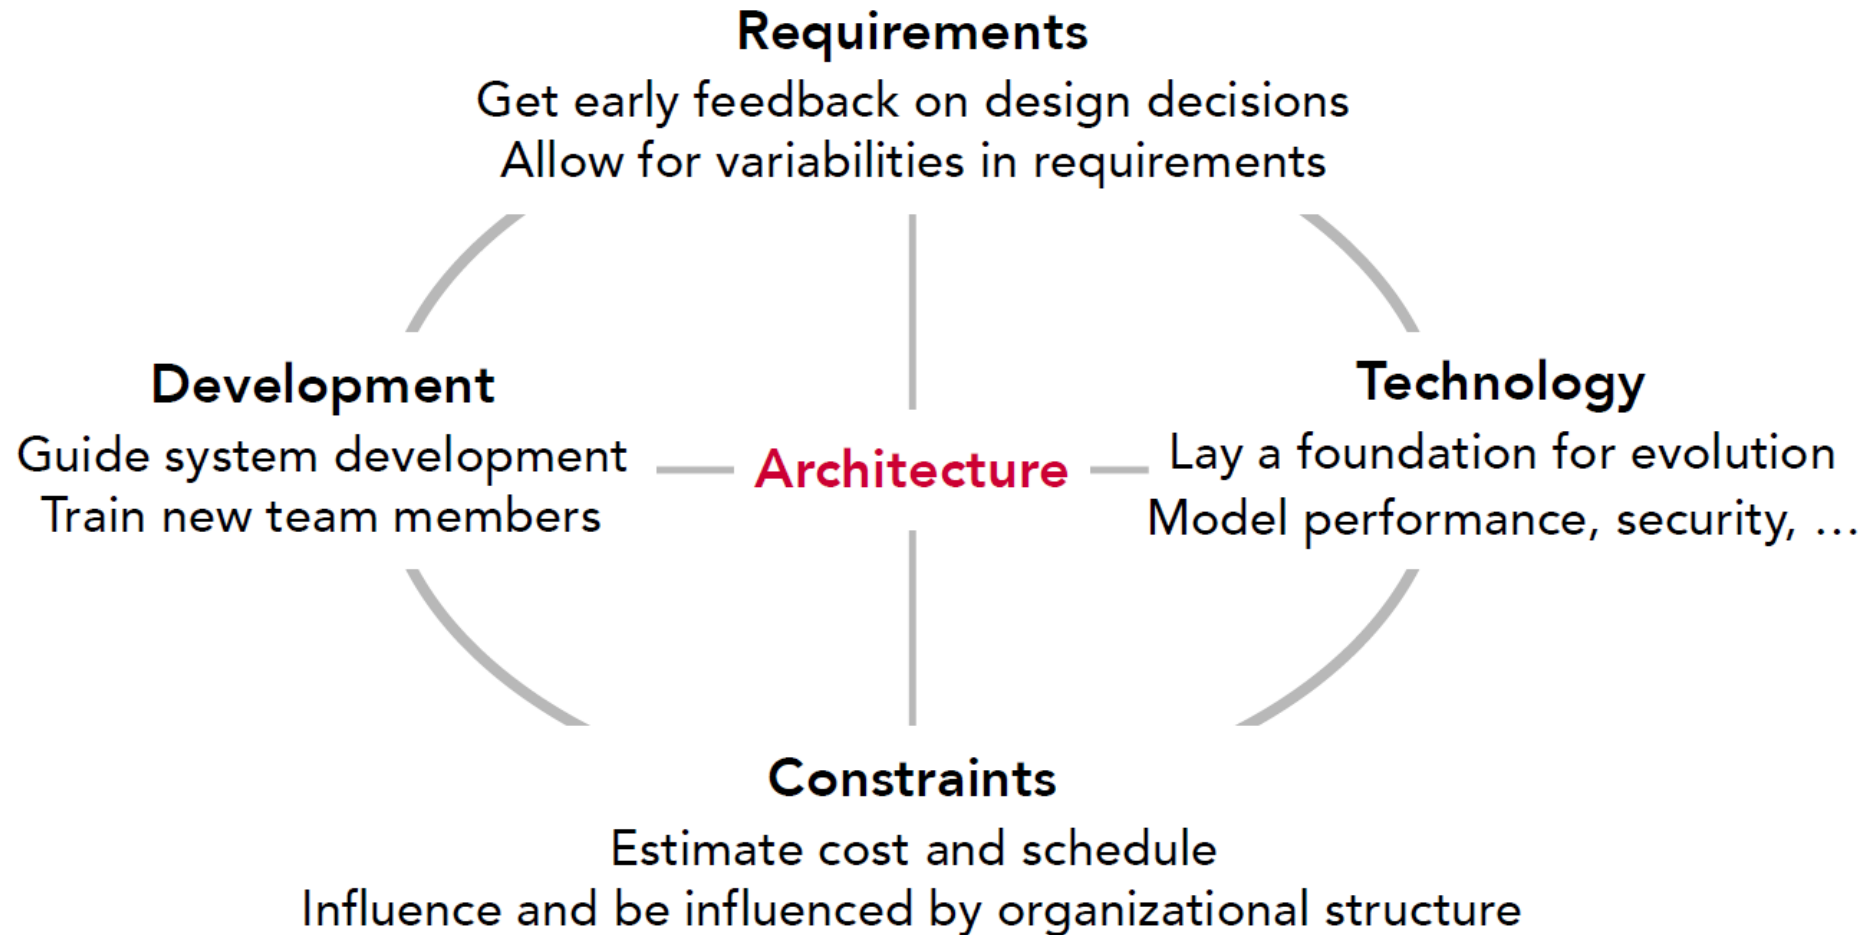 Requirements
Get early feedback on design decisions
Allow for variabilities in requirements
Development
Guide system development
Train new team members
Architecture
Technology
Lay a foundation for evolution
Model performance, security, …
Constraints
Estimate cost and schedule
Influence and be influenced by organizational structure